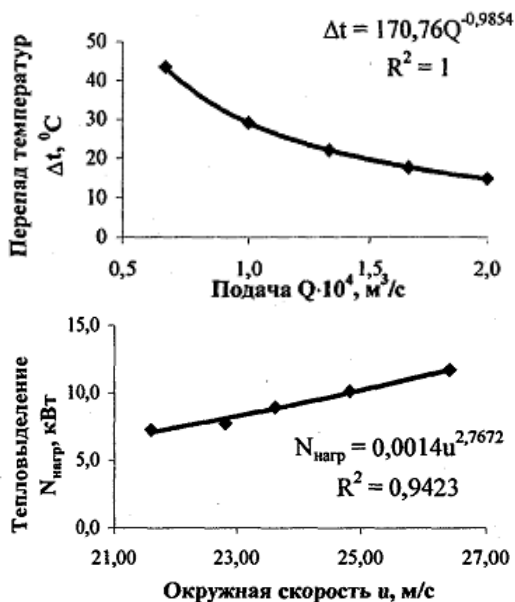 Δt = 170,76Q^-0,9854
R² = 1
Перепад температур
Δt, ⁰C
50
40
30
20
10
0
0,5 1,0 1,5 2,0
Подача Q·10⁴, м³/с
Тепловыделение
Nнагр, кВт
15,0
10,0
5,0
0,0
Nнагр = 0,0014u^2,7672
R² = 0,9423
21,00 23,00 25,00 27,00
Окружная скорость u, м/с